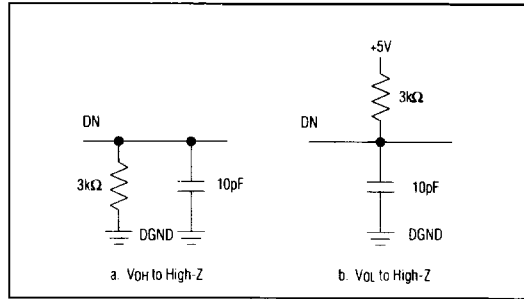 DN
3kΩ
10pF
DGND
a. VOH to High-Z
+5V
3kΩ
DN
10pF
DGND
b. VOL to High-Z